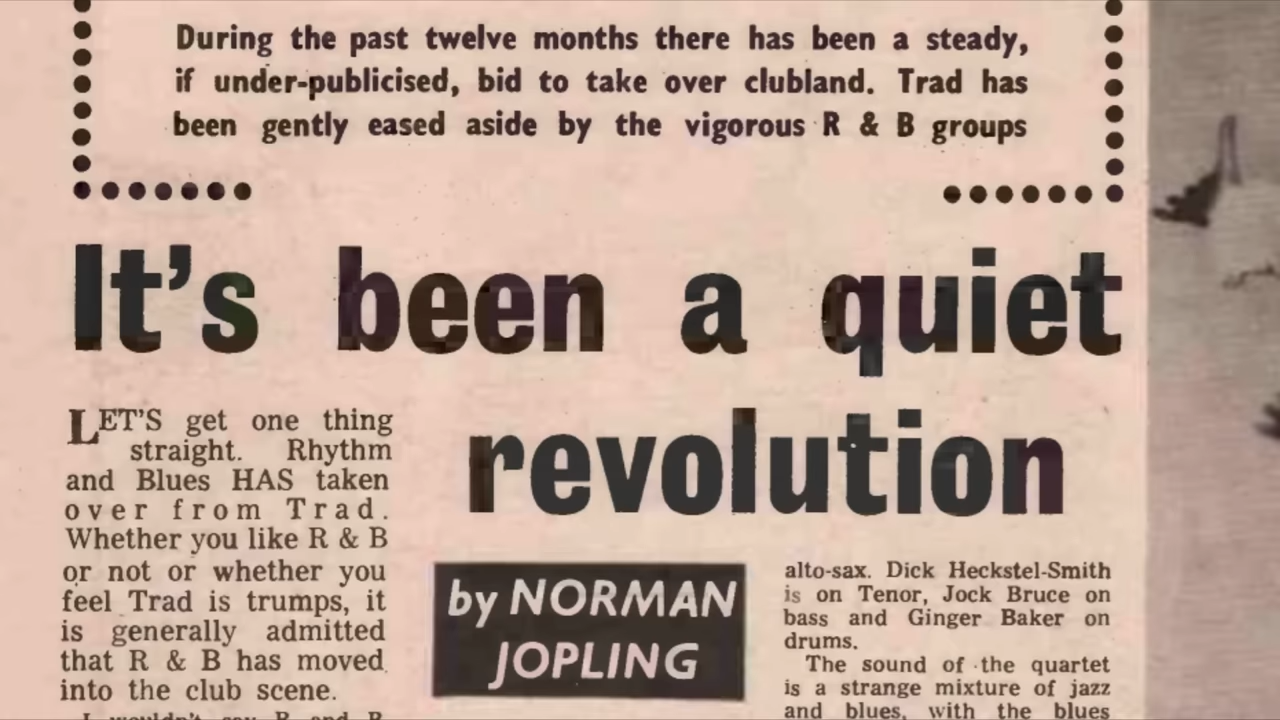 During the past twelve months there has been a steady,
if under-publicised, bid to take over clubland. Trad has
been gently eased aside by the vigorous R & B groups
It's been a quiet
revolution
LET'S get one thing
straight. Rhythm
and Blues HAS taken
over from Trad.
Whether you like R & B
or not or whether you
feel Trad is trumps, it
is generally admitted
that R & B has moved
into the club scene.
I wouldn't say R and B
by NORMAN
JOPLING
alto-sax. Dick Heckstel-Smith
is on Tenor, Jock Bruce on
bass and Ginger Baker on
drums.
The sound of the quartet
is a strange mixture of jazz
and blues, with the blues